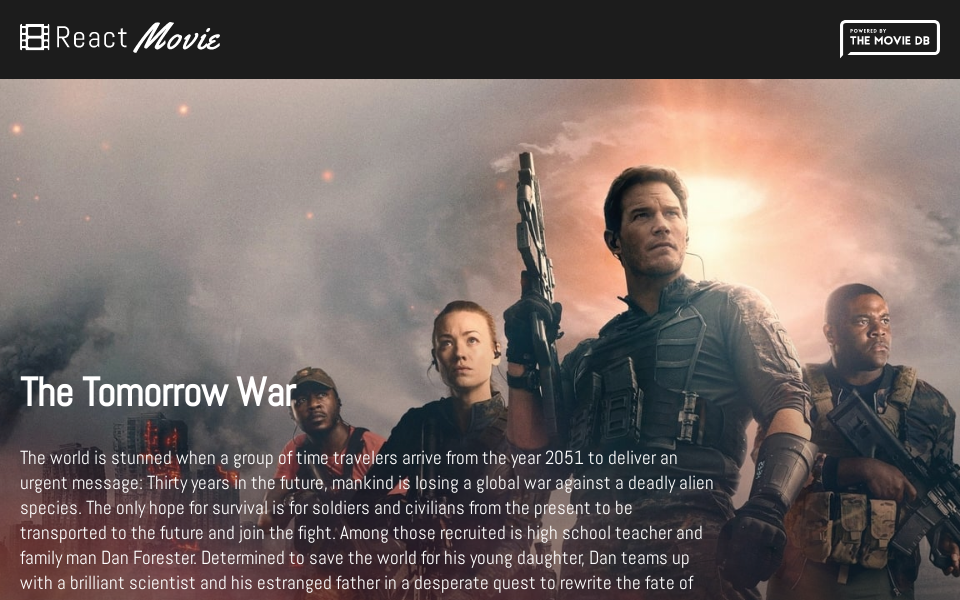 React Movie
POWERED BY
THE MOVIE DB
The Tomorrow War
The world is stunned when a group of time travelers arrive from the year 2051 to deliver an
urgent message: Thirty years in the future, mankind is losing a global war against a deadly alien
species. The only hope for survival is for soldiers and civilians from the present to be
transported to the future and join the fight. Among those recruited is high school teacher and
family man Dan Forester. Determined to save the world for his young daughter, Dan teams up
with a brilliant scientist and his estranged father in a desperate quest to rewrite the fate of